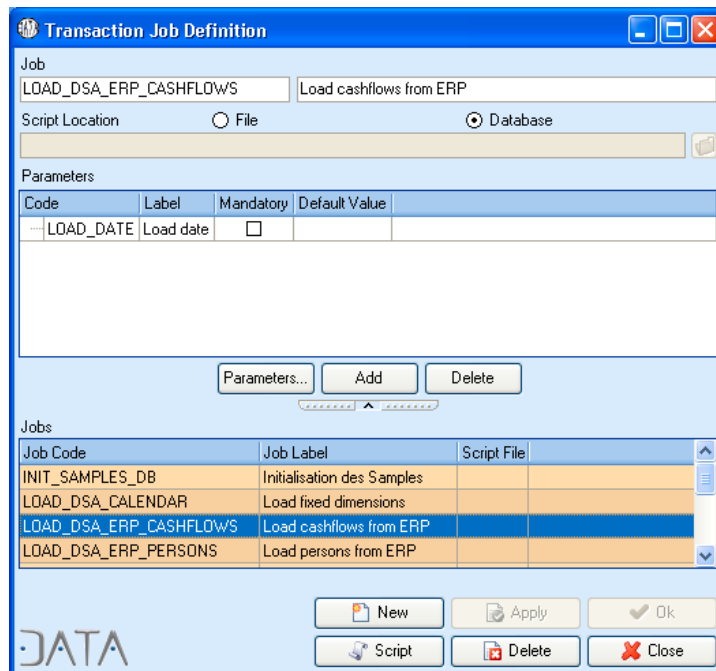 Transaction Job Definition
Job
LOAD_DSA_ERP_CASHFLOWS Load cashflows from ERP
Script Location File Database
Parameters
Code Label Mandatory Default Value
LOAD_DATE Load date
Parameters... Add Delete
Jobs
Job Code Job Label Script File
INIT_SAMPLES_DB Initialisation des Samples
LOAD_DSA_CALENDAR Load fixed dimensions
LOAD_DSA_ERP_CASHFLOWS Load cashflows from ERP
LOAD_DSA_ERP_PERSONS Load persons from ERP
New Apply Ok
DATA Script Delete Close